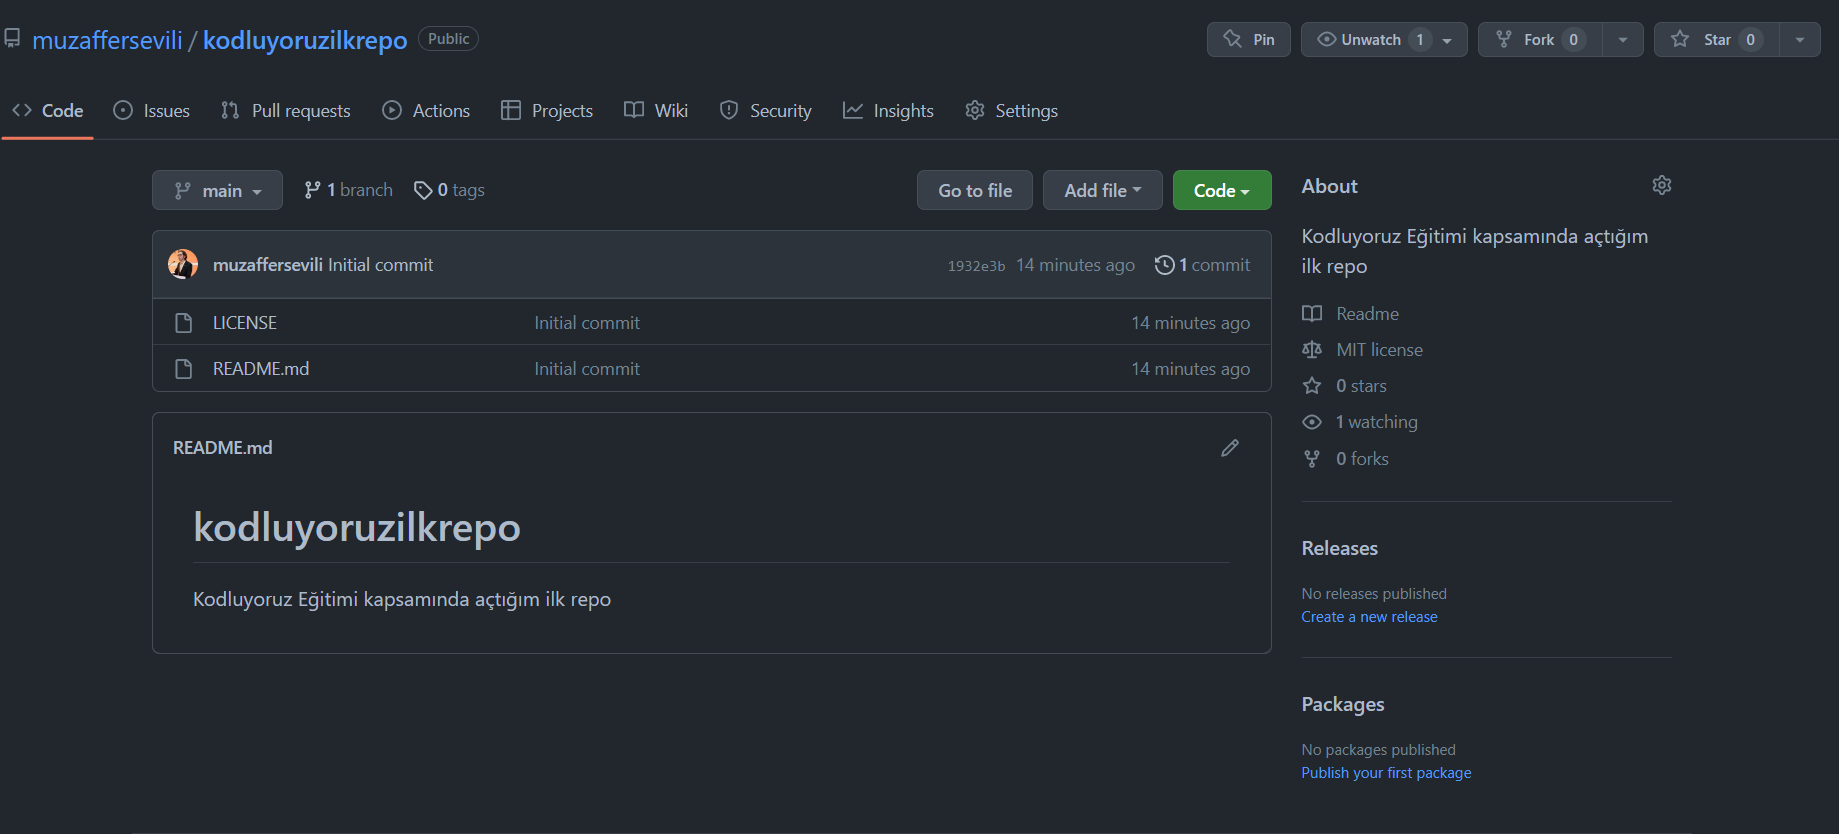 muzaffersevili / kodluyoruzilkrepo Public
Pin Unwatch 1 Fork 0 Star 0
Code Issues Pull requests Actions Projects Wiki Security Insights Settings
main 1 branch 0 tags Go to file Add file Code
muzaffersevili Initial commit 1932e3b 14 minutes ago 1 commit
LICENSE Initial commit 14 minutes ago
README.md Initial commit 14 minutes ago
README.md
kodluyoruzilkrepo
Kodluyoruz Eğitimi kapsamında açtığım ilk repo
About
Kodluyoruz Eğitimi kapsamında açtığım
ilk repo
Readme
MIT license
0 stars
1 watching
0 forks
Releases
No releases published
Create a new release
Packages
No packages published
Publish your first package